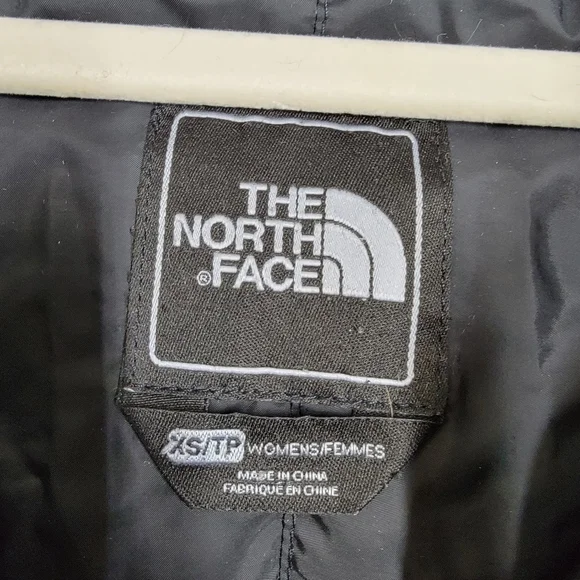 THE
NORTH
®FACE
XS/TP WOMENS/FEMMES
MADE IN CHINA
FABRIQUÉ EN CHINE